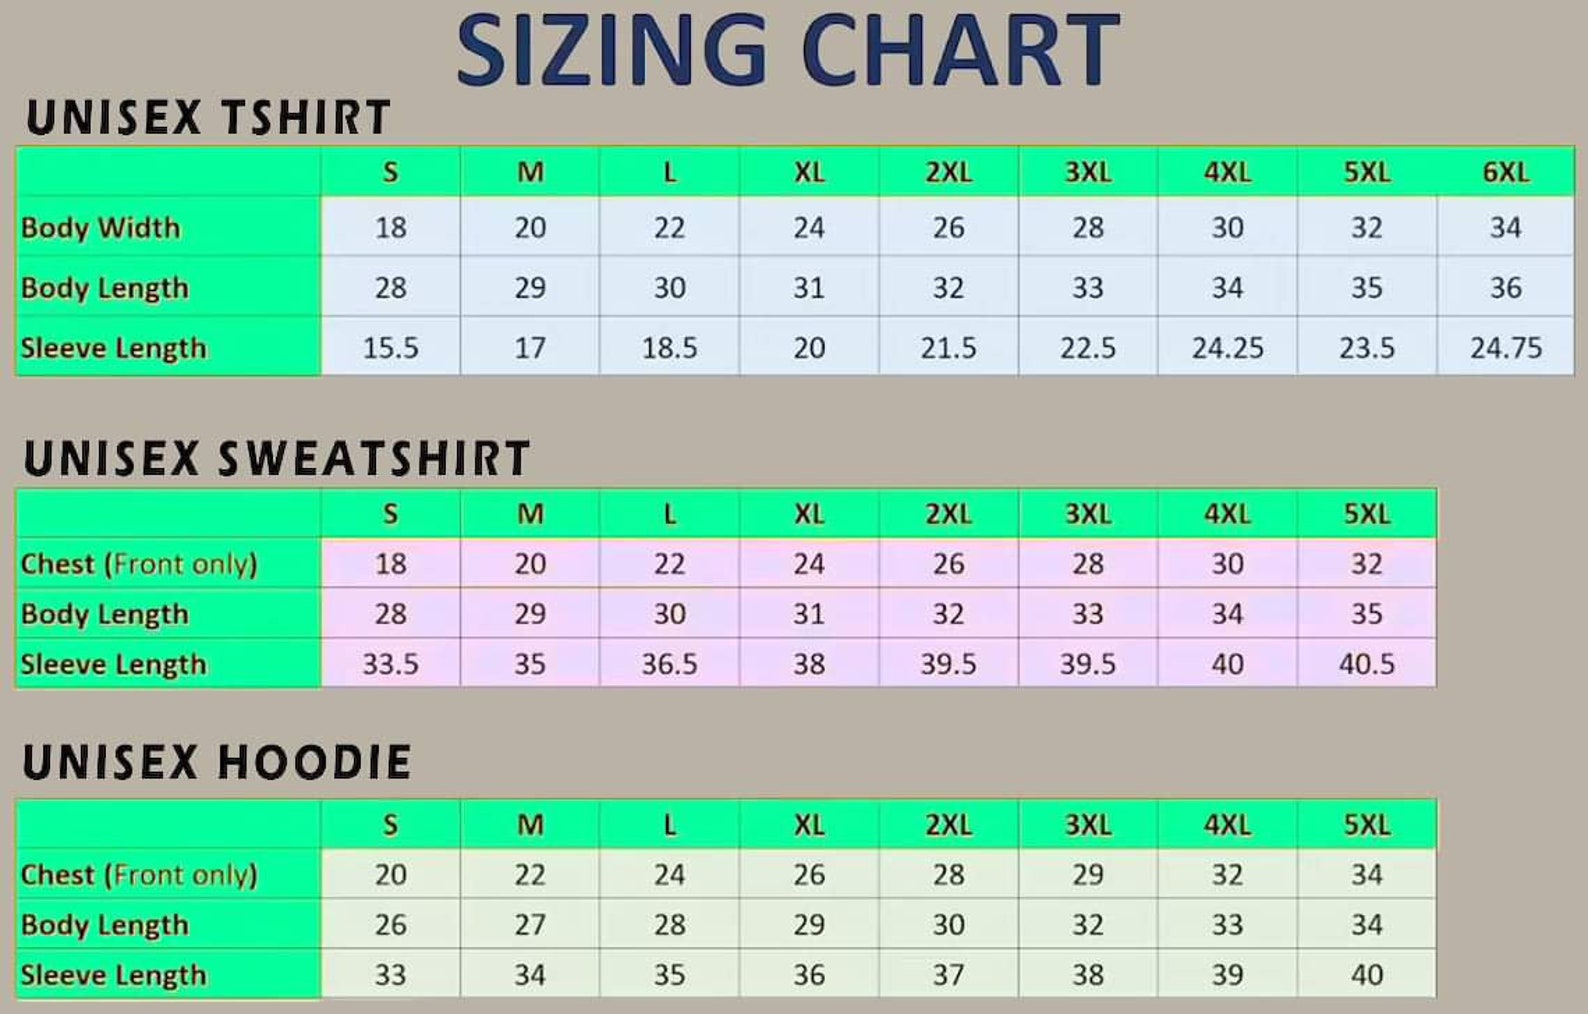 SIZING CHART
UNISEX TSHIRT
S M L XL 2XL 3XL 4XL 5XL 6XL
Body Width 18 20 22 24 26 28 30 32 34
Body Length 28 29 30 31 32 33 34 35 36
Sleeve Length 15.5 17 18.5 20 21.5 22.5 24.25 23.5 24.75
UNISEX SWEATSHIRT
S M L XL 2XL 3XL 4XL 5XL
Chest (Front only) 18 20 22 24 26 28 30 32
Body Length 28 29 30 31 32 33 34 35
Sleeve Length 33.5 35 36.5 38 39.5 39.5 40 40.5
UNISEX HOODIE
S M L XL 2XL 3XL 4XL 5XL
Chest (Front only) 20 22 24 26 28 29 32 34
Body Length 26 27 28 29 30 32 33 34
Sleeve Length 33 34 35 36 37 38 39 40